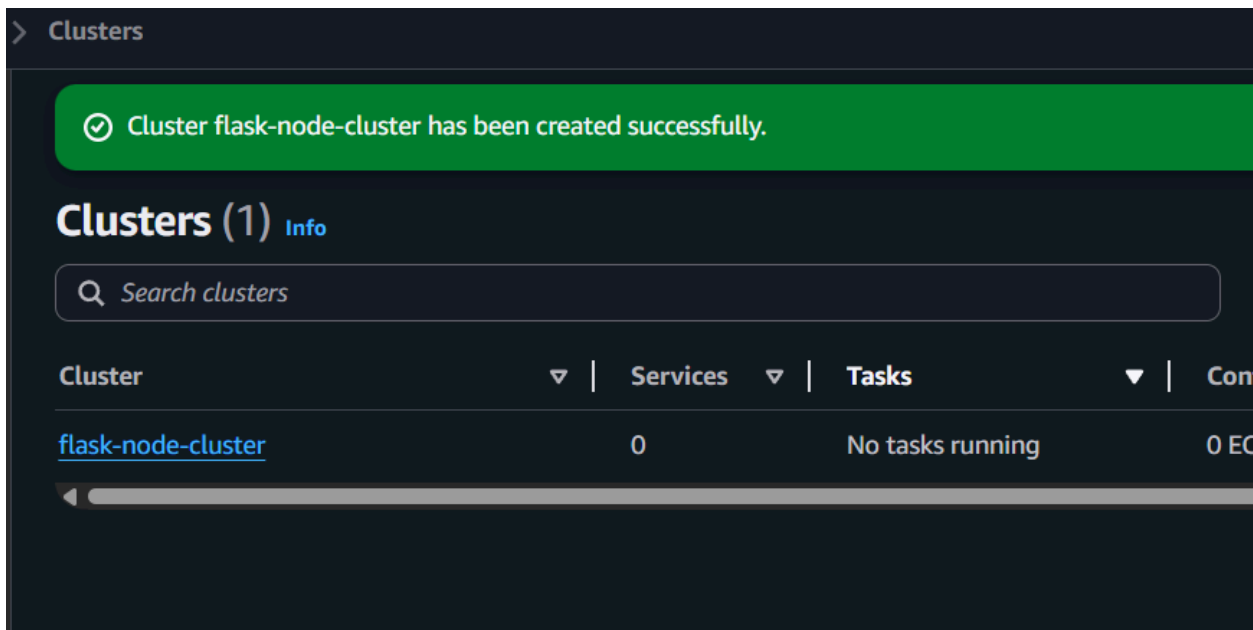 Clusters
Cluster flask-node-cluster has been created successfully.
Clusters (1) Info
Search clusters
Cluster Services Tasks
flask-node-cluster 0 No tasks running 0